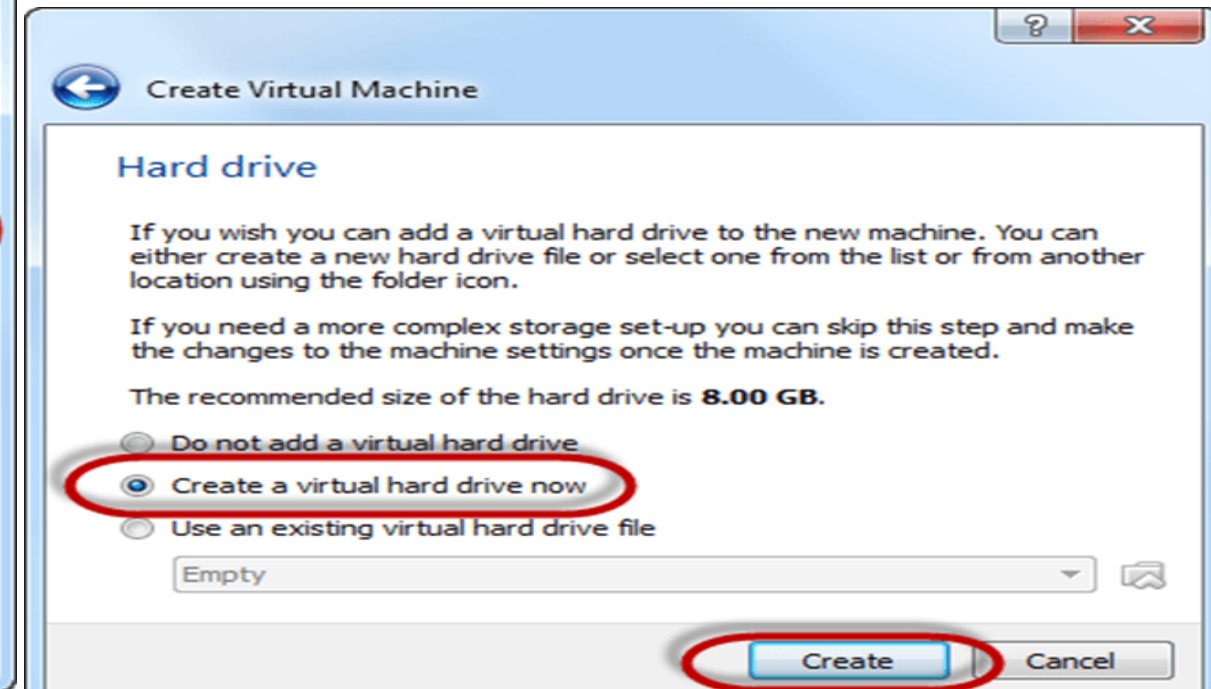 ?
Create Virtual Machine
Hard drive
If you wish you can add a virtual hard drive to the new machine. You can
either create a new hard drive file or select one from the list or from another
location using the folder icon.
If you need a more complex storage set-up you can skip this step and make
the changes to the machine settings once the machine is created.
The recommended size of the hard drive is 8.00 GB.
Do not add a virtual hard drive
Create a virtual hard drive now
Use an existing virtual hard drive file
Empty
Create Cancel